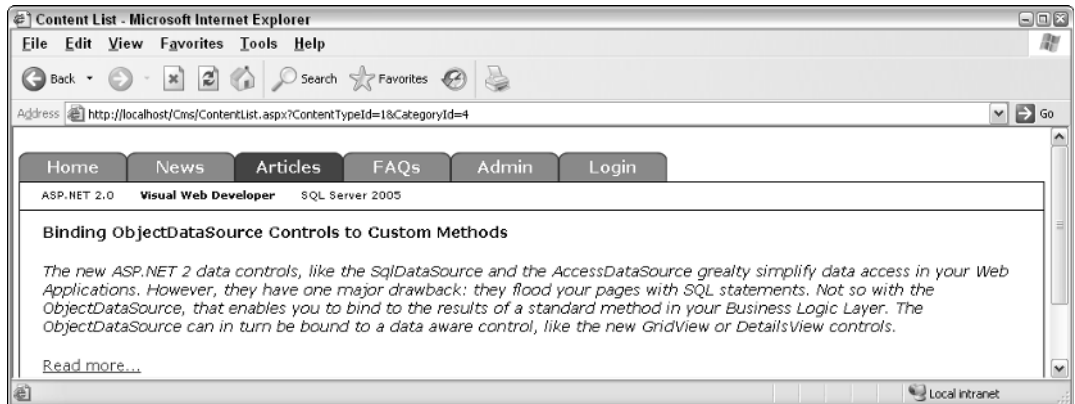 Content List - Microsoft Internet Explorer
File Edit View Favorites Tools Help
Back Search Favorites
Address http://localhost/Cms/ContentList.aspx?ContentTypeId=1&CategoryId=4 Go
Home News Articles FAQs Admin Login
ASP.NET 2.0 Visual Web Developer SQL Server 2005
Binding ObjectDataSource Controls to Custom Methods
The new ASP.NET 2 data controls, like the SqlDataSource and the AccessDataSource grealty simplify data access in your Web
Applications. However, they have one major drawback: they flood your pages with SQL statements. Not so with the
ObjectDataSource, that enables you to bind to the results of a standard method in your Business Logic Layer. The
ObjectDataSource can in turn be bound to a data aware control, like the new GridView or DetailsView controls.
Read more...
Local intranet